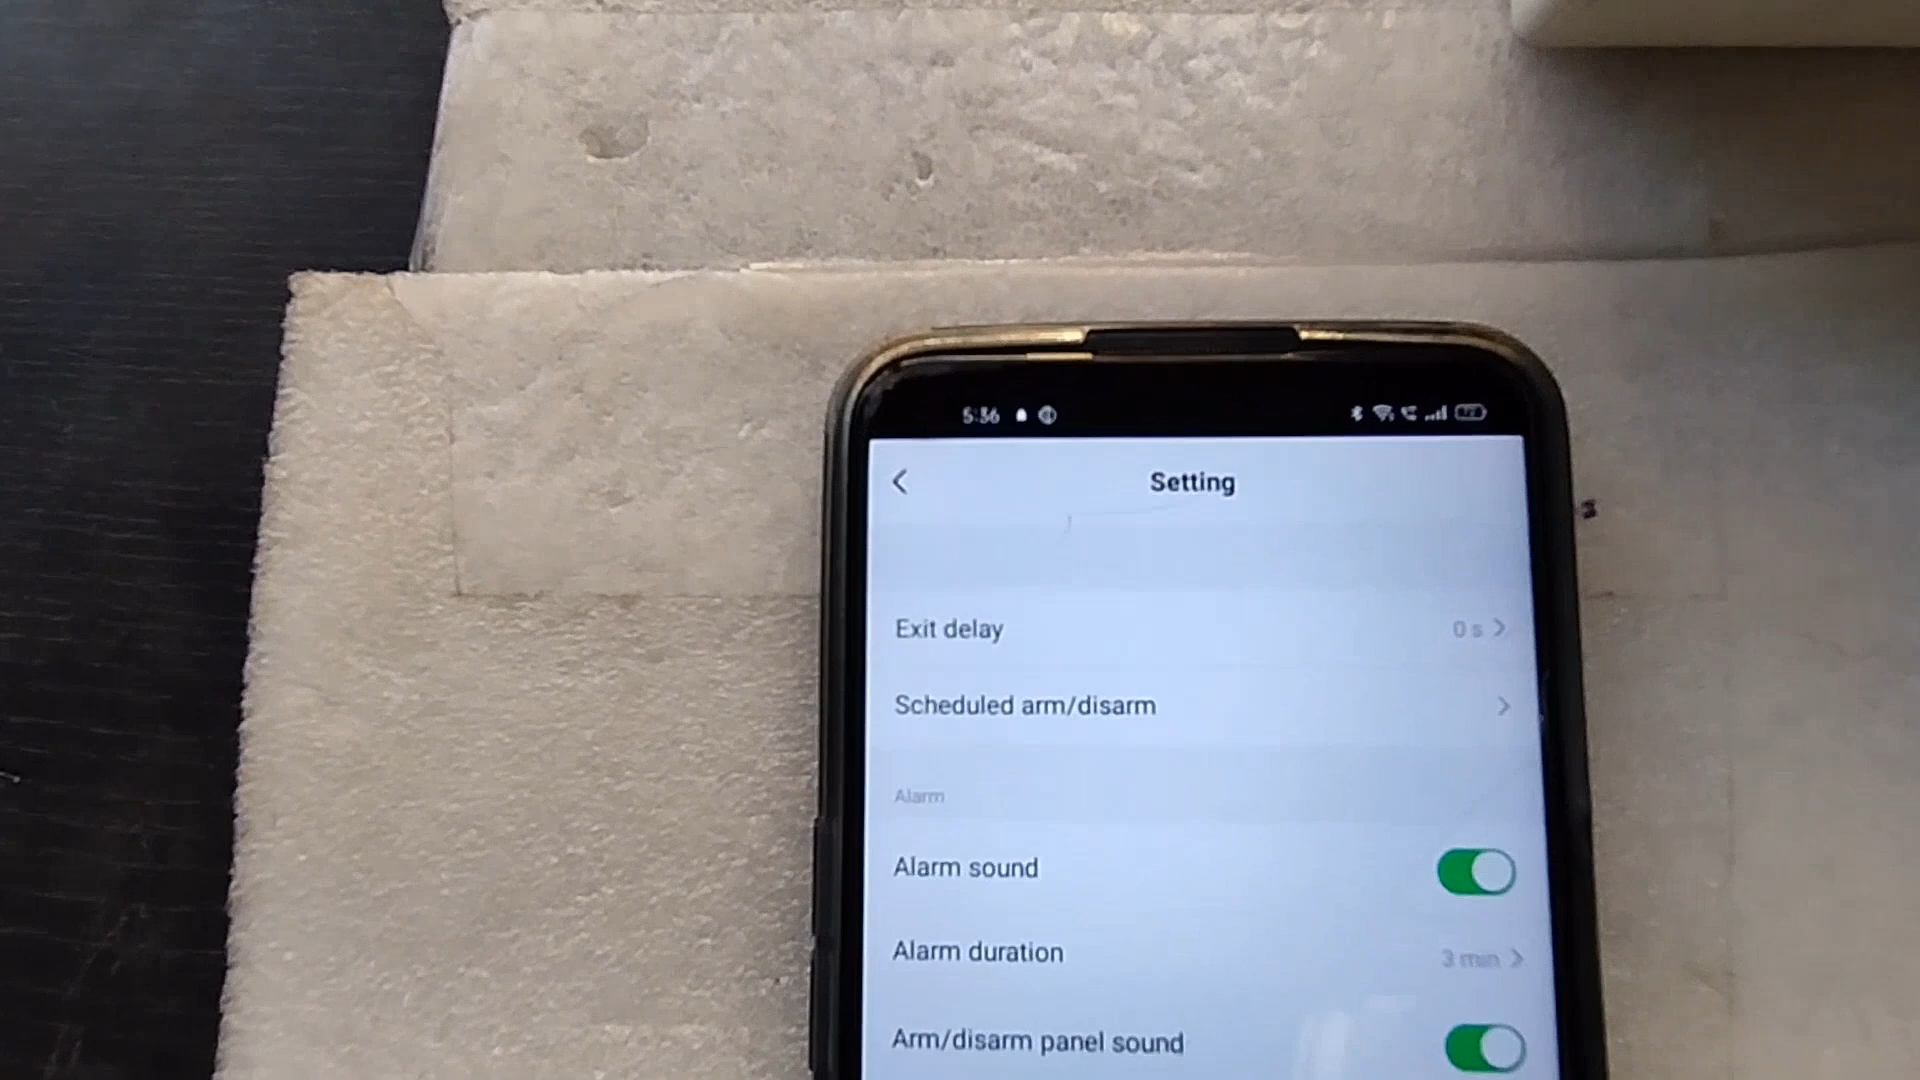 5:36
Setting
Exit delay
0 s
Scheduled arm/disarm
Alarm
Alarm sound
Alarm duration
3 min
Arm/disarm panel sound